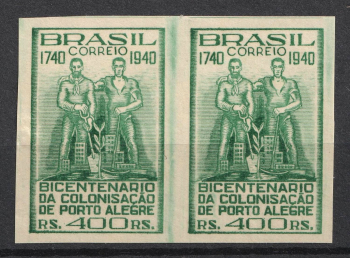 BRASIL
CORREIO
1740 1940
BICENTENARIO
DA COLONISAÇÃO
DE PORTO ALEGRE
RS. 400 RS.
BRASIL
CORREIO
1740 1940
BICENTENARIO
DA COLONISAÇÃO
DE PORTO ALEGRE
RS. 400 RS.